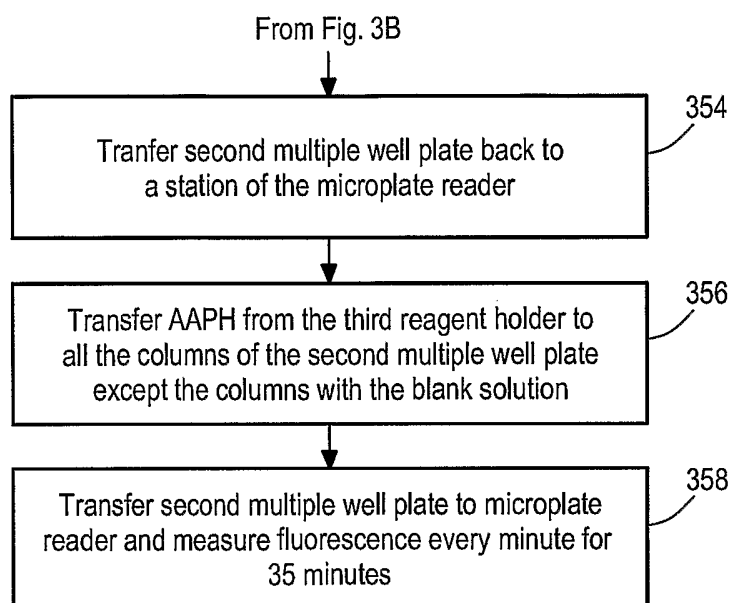 From Fig. 3B
354
Tranfer second multiple well plate back to
a station of the microplate reader
356
Transfer AAPH from the third reagent holder to
all the columns of the second multiple well plate
except the columns with the blank solution
358
Transfer second multiple well plate to microplate
reader and measure fluorescence every minute for
35 minutes